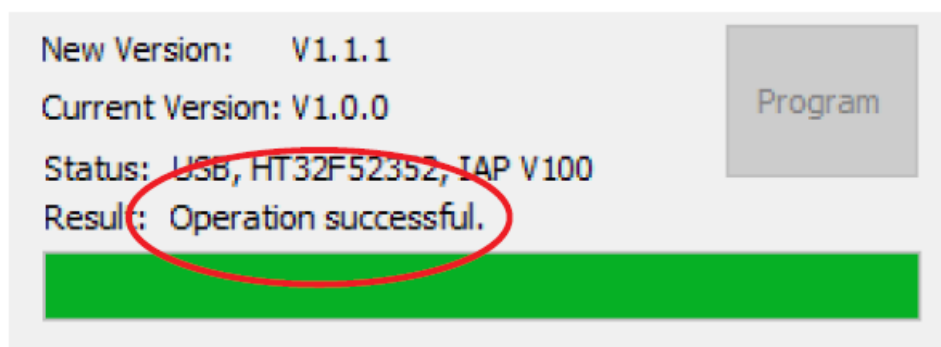 New Version: V1.1.1
Program
Current Version: V1.0.0
Status: USB, HT32F52352, IAP V100
Result: Operation successful.